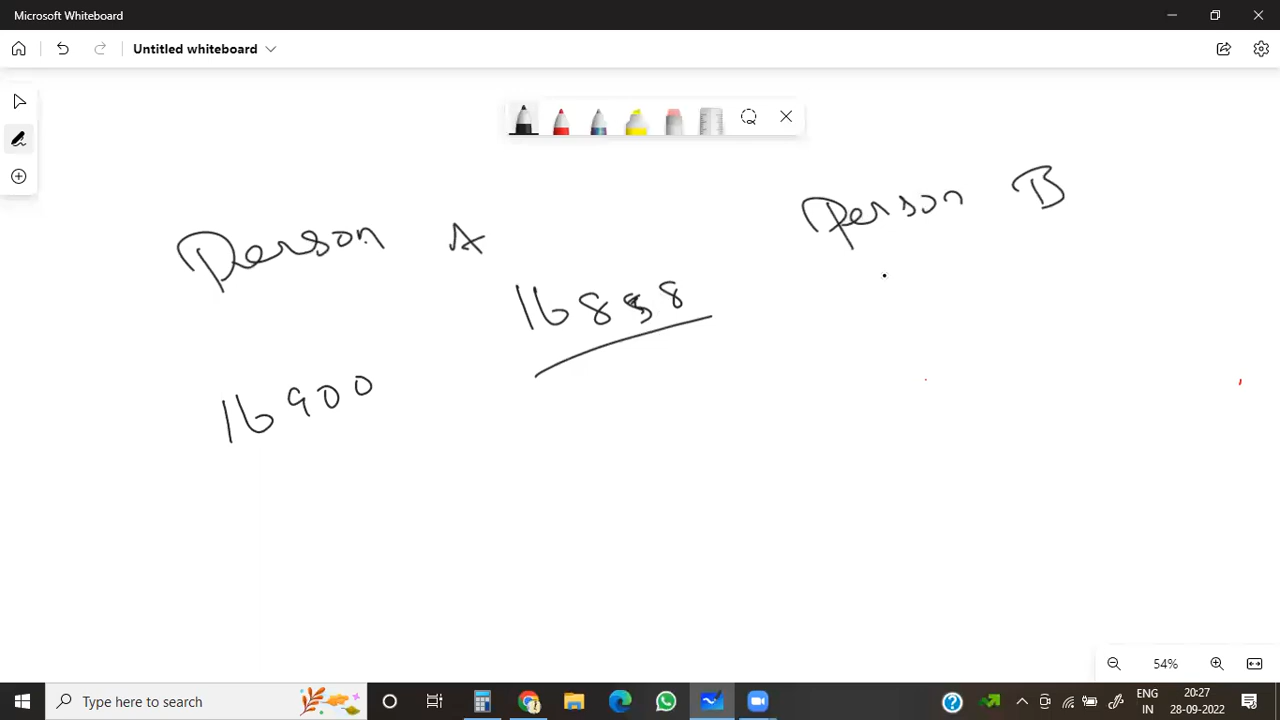 Microsoft Whiteboard
Untitled whiteboard
Person A
Person B
16858
16900
54%
Type here to search
ENG
IN
20:27
28-09-2022